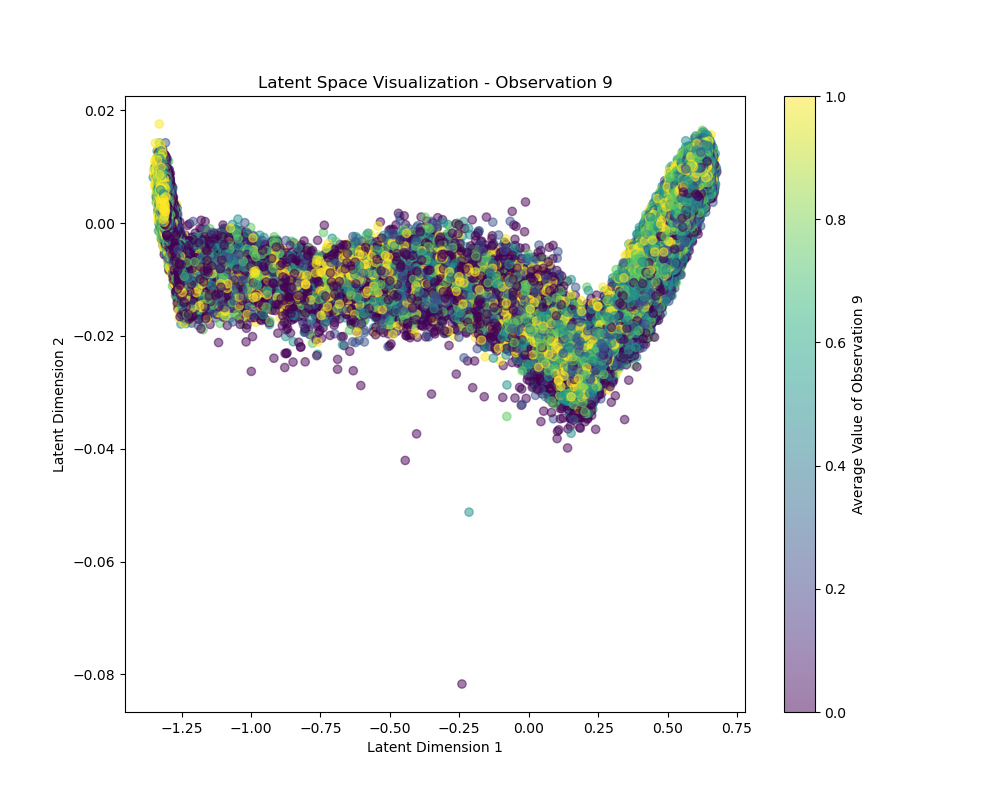 Latent Space Visualization - Observation 9
0.02
0.00
−0.02
−0.04
−0.06
−0.08
Latent Dimension 2
−1.25 −1.00 −0.75 −0.50 −0.25 0.00 0.25 0.50 0.75
Latent Dimension 1
1.0
0.8
0.6
0.4
0.2
0.0
Average Value of Observation 9